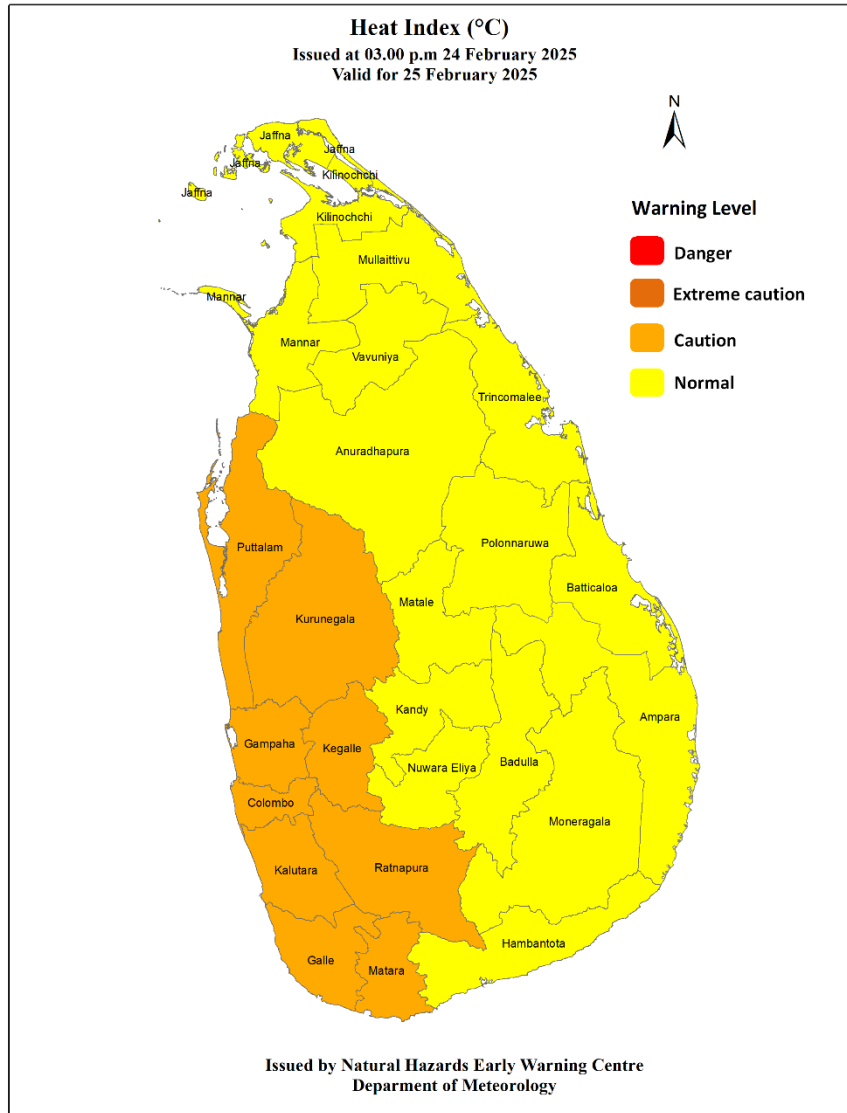 Heat Index (°C)
Issued at 03.00 p.m 24 February 2025
Valid for 25 February 2025
N
Jaffna
Jaffna
Jaffna
Kilinochchi
Jaffna
Kilinochchi
Warning Level
Mullaittivu
Danger
Extreme caution
Mannar
Mannar
Caution
Vavuniya
Normal
Trincomalee
Anuradhapura
Puttalam
Polonnaruwa
Batticaloa
Matale
Kurunegala
Kandy
Ampara
Gampaha
Kegalle
Nuwara Eliya
Badulla
Colombo
Moneragala
Kalutara
Ratnapura
Hambantota
Galle
Matara
Issued by Natural Hazards Early Warning Centre
Deparment of Meteorology